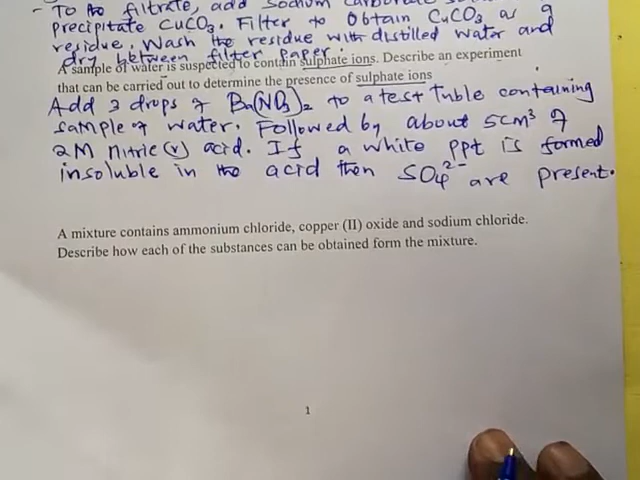 - To the filtrate, add Sodium Carbonate
precipitate CuCO3. Filter to Obtain CuCO3 as a
residue. Wash the residue with distilled water and
dry between filter paper.
A sample of water is suspected to contain sulphate ions. Describe an experiment
that can be carried out to determine the presence of sulphate ions
Add 3 drops of Ba(NO3)2 to a test tube containing
sample of water. Followed by about 5cm³ of
2M nitric (v) acid. If a white ppt is formed
insoluble in the acid then SO4²⁻ are present.
A mixture contains ammonium chloride, copper (II) oxide and sodium chloride.
Describe how each of the substances can be obtained form the mixture.
1